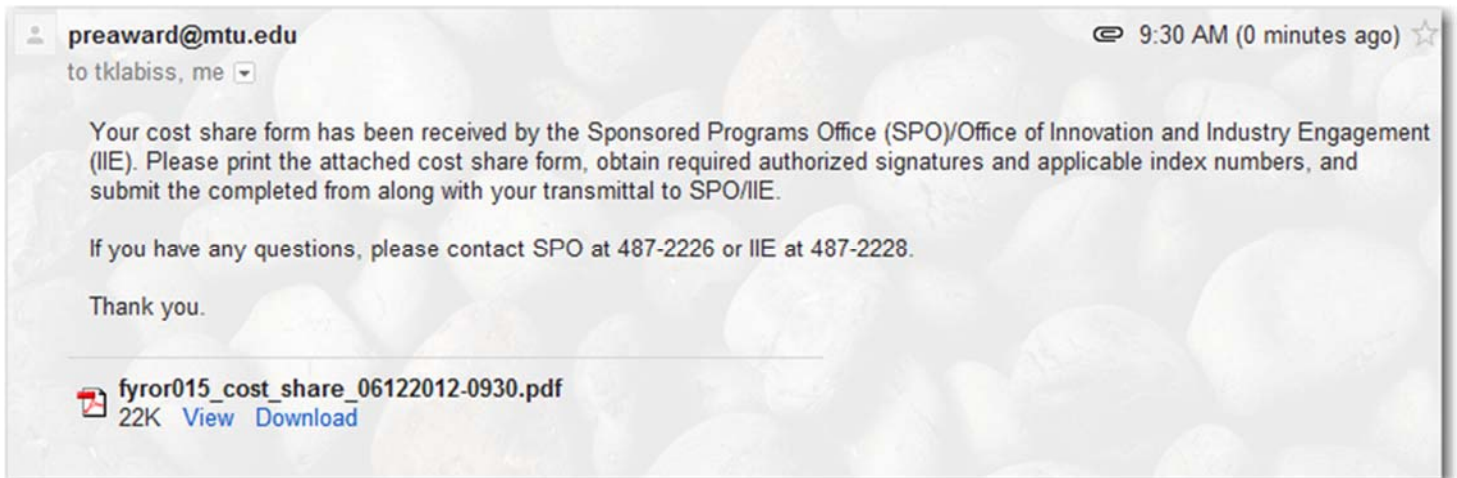 preaward@mtu.edu 9:30 AM (0 minutes ago)
to tklabiss, me
Your cost share form has been received by the Sponsored Programs Office (SPO)/Office of Innovation and Industry Engagement
(IIE). Please print the attached cost share form, obtain required authorized signatures and applicable index numbers, and
submit the completed from along with your transmittal to SPO/IIE.
If you have any questions, please contact SPO at 487-2226 or IIE at 487-2228.
Thank you.
fyror015_cost_share_06122012-0930.pdf
22K View Download